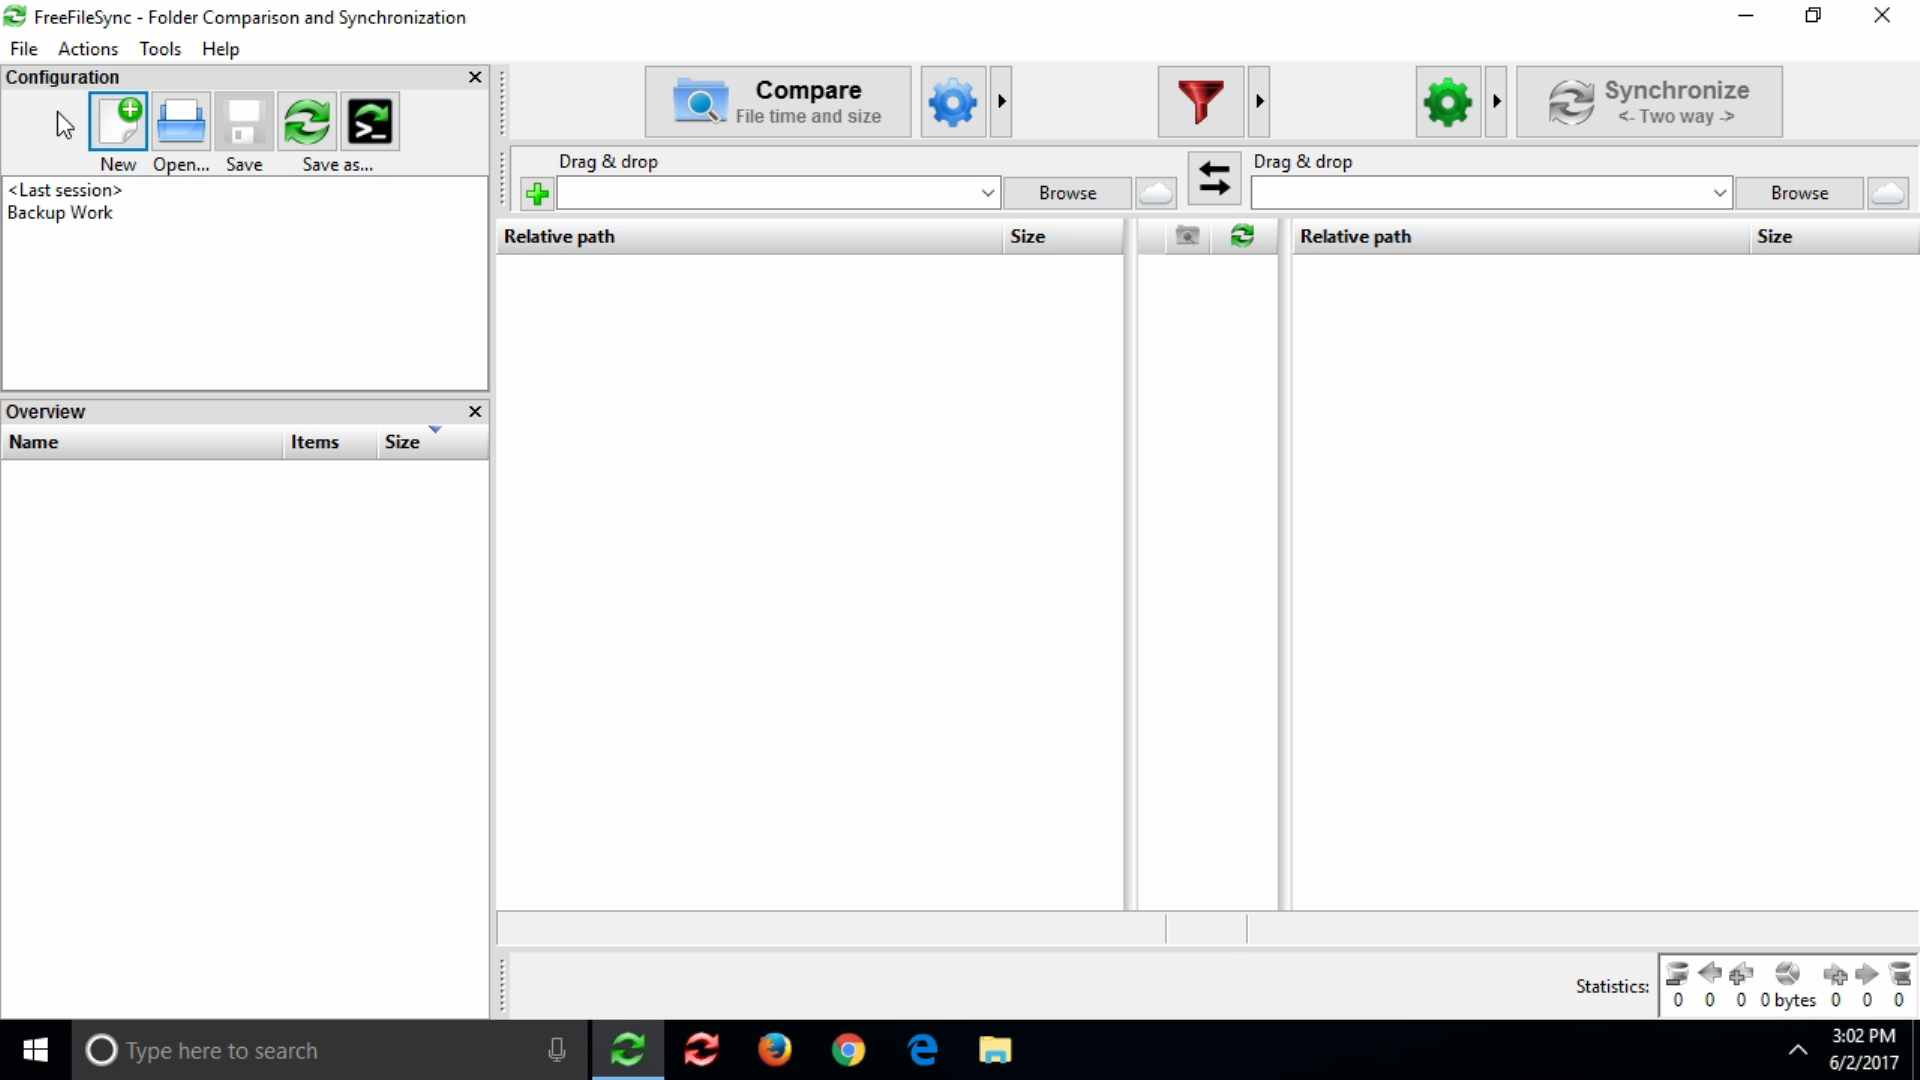 FreeFileSync - Folder Comparison and Synchronization
File Actions Tools Help
Configuration
New Open... Save Save as...
<Last session>
Backup Work
Overview
Name Items Size
Compare
File time and size
Synchronize
<- Two way ->
Drag & drop
Browse
Drag & drop
Browse
Relative path Size
Relative path Size
Statistics:
0 0 0 0 bytes 0 0 0
Type here to search
3:02 PM
6/2/2017